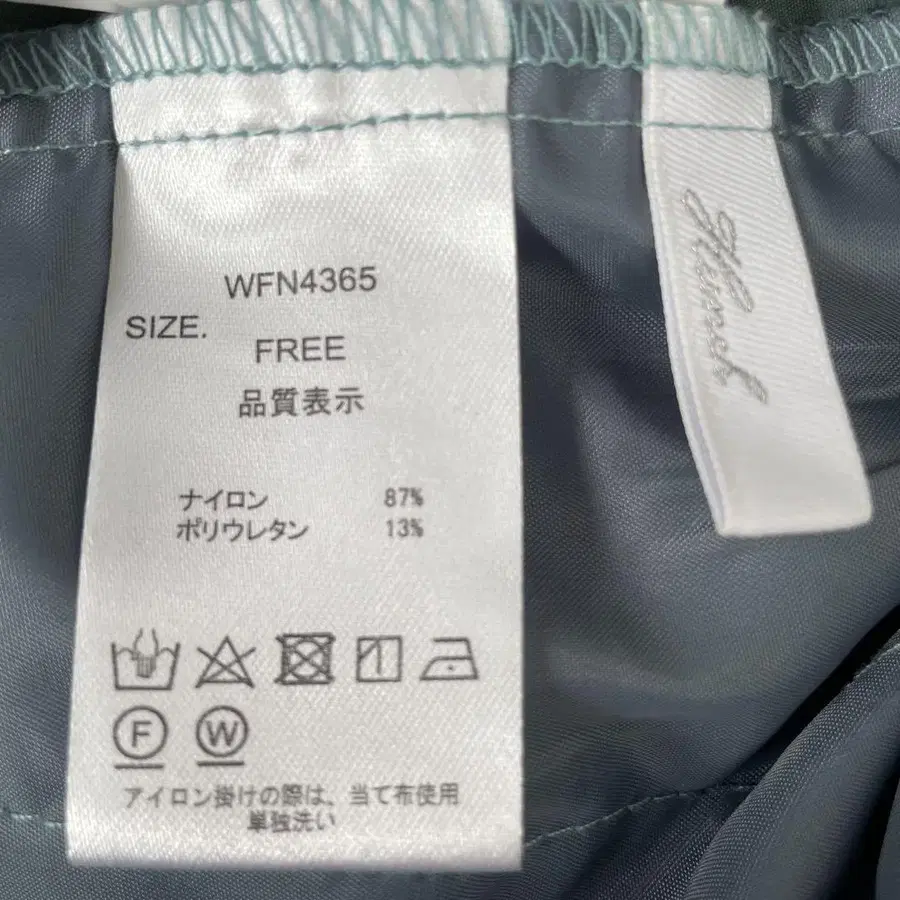 WFN4365
SIZE.
FREE
品質表示
ナイロン 87%
ポリウレタン 13%
F W
アイロン掛けの際は、当て布使用
単独洗い